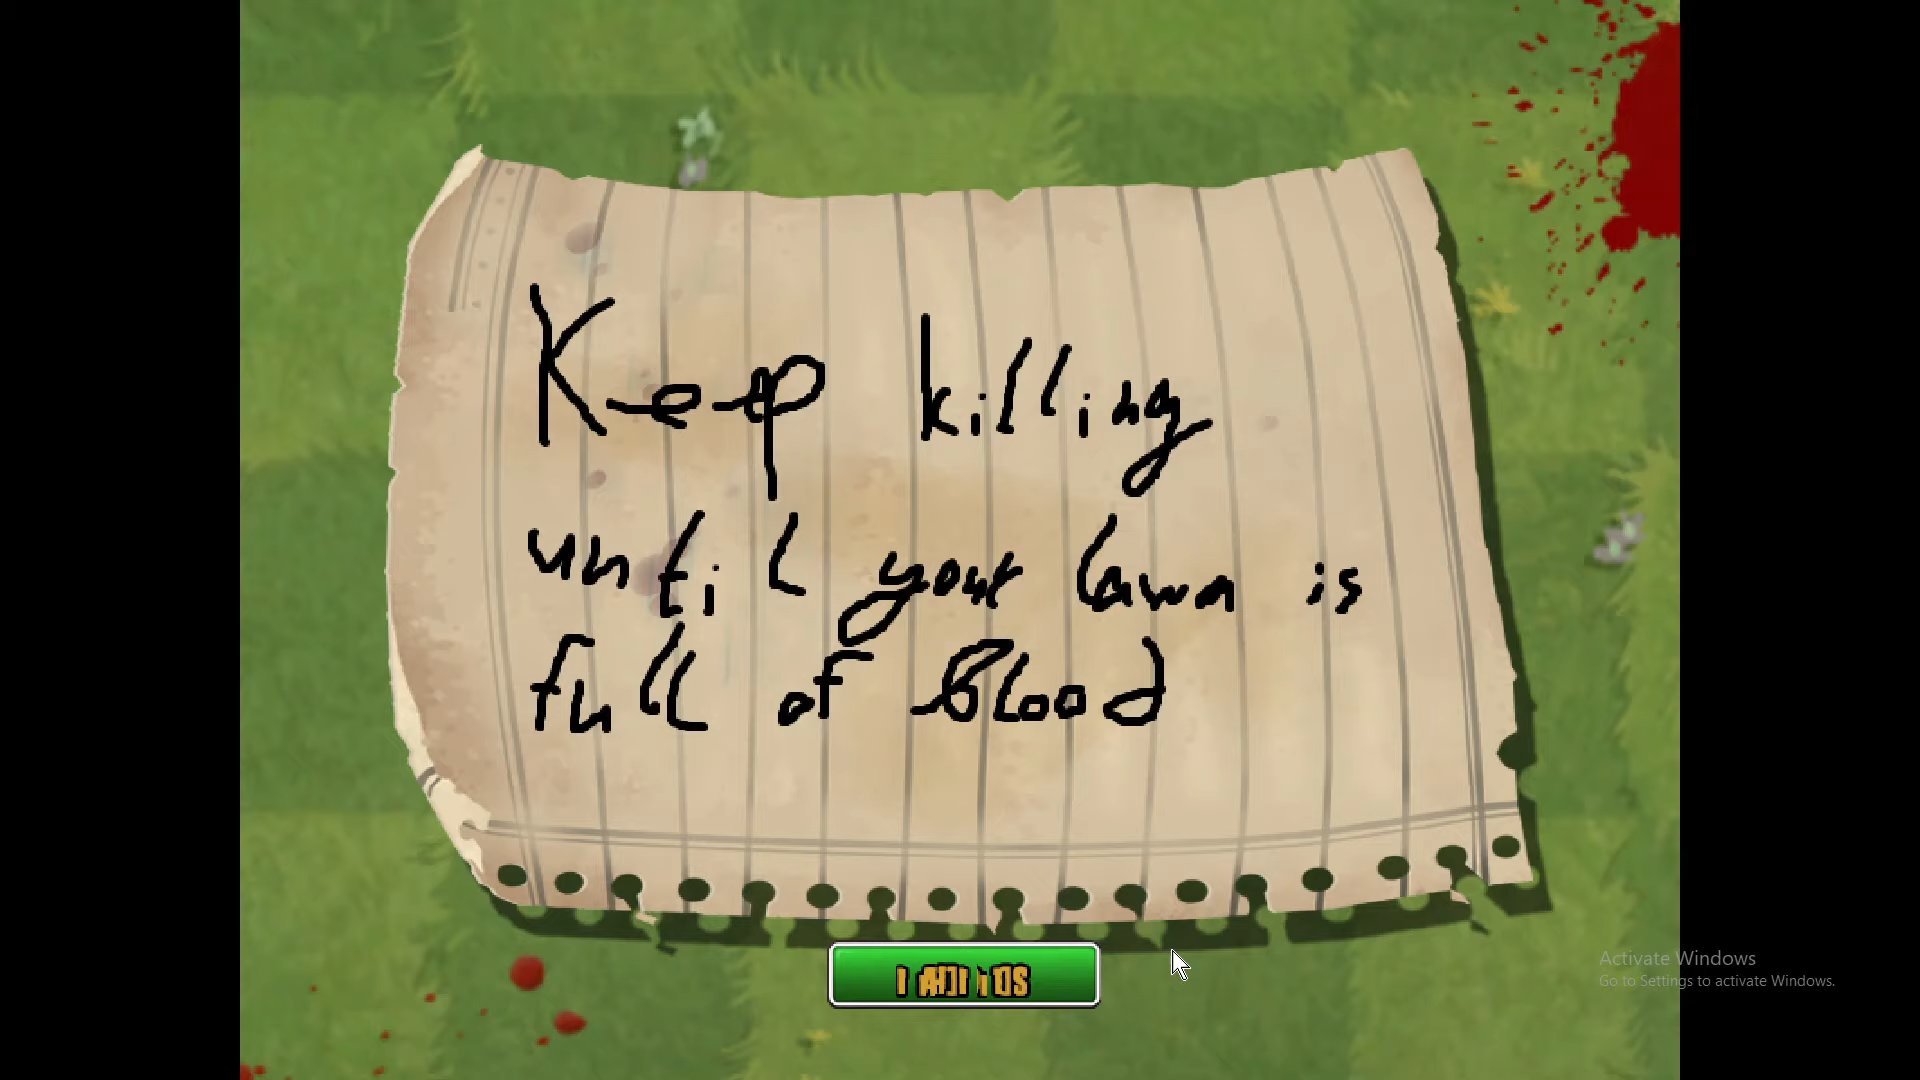 Keep killing
until your lawn is
full of Blood
Activate Windows
Go to Settings to activate Windows.